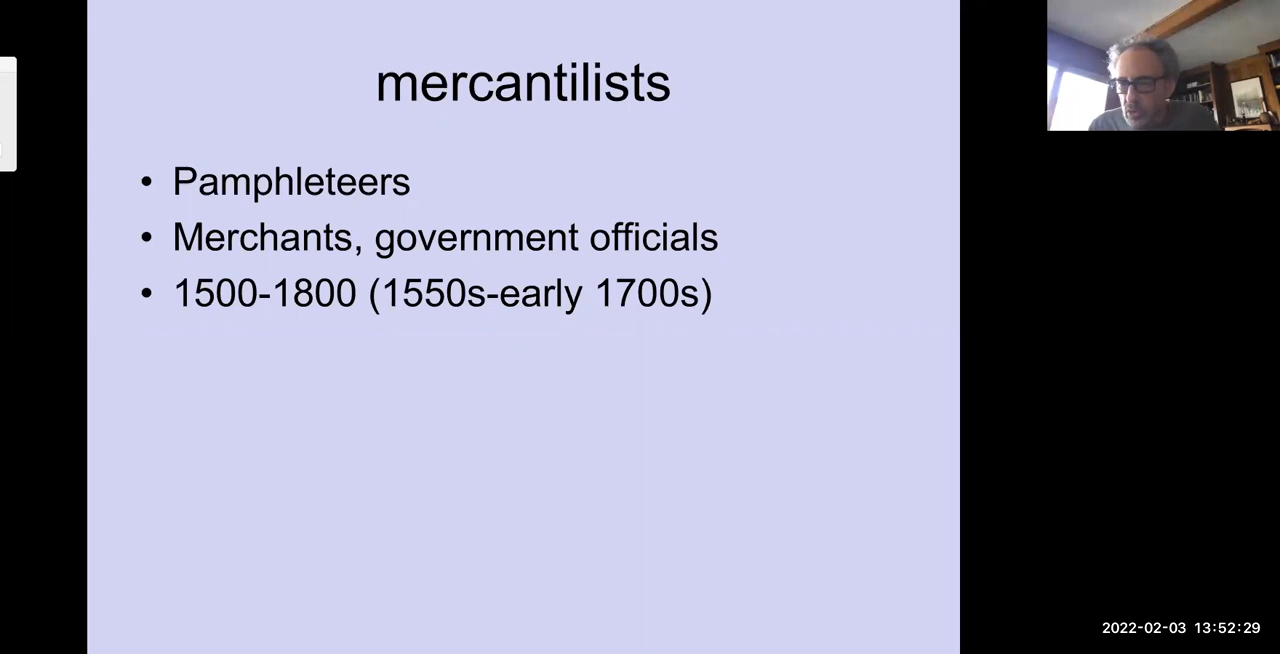 mercantilists
• Pamphleteers
• Merchants, government officials
• 1500-1800 (1550s-early 1700s)
2022-02-03 13:52:29